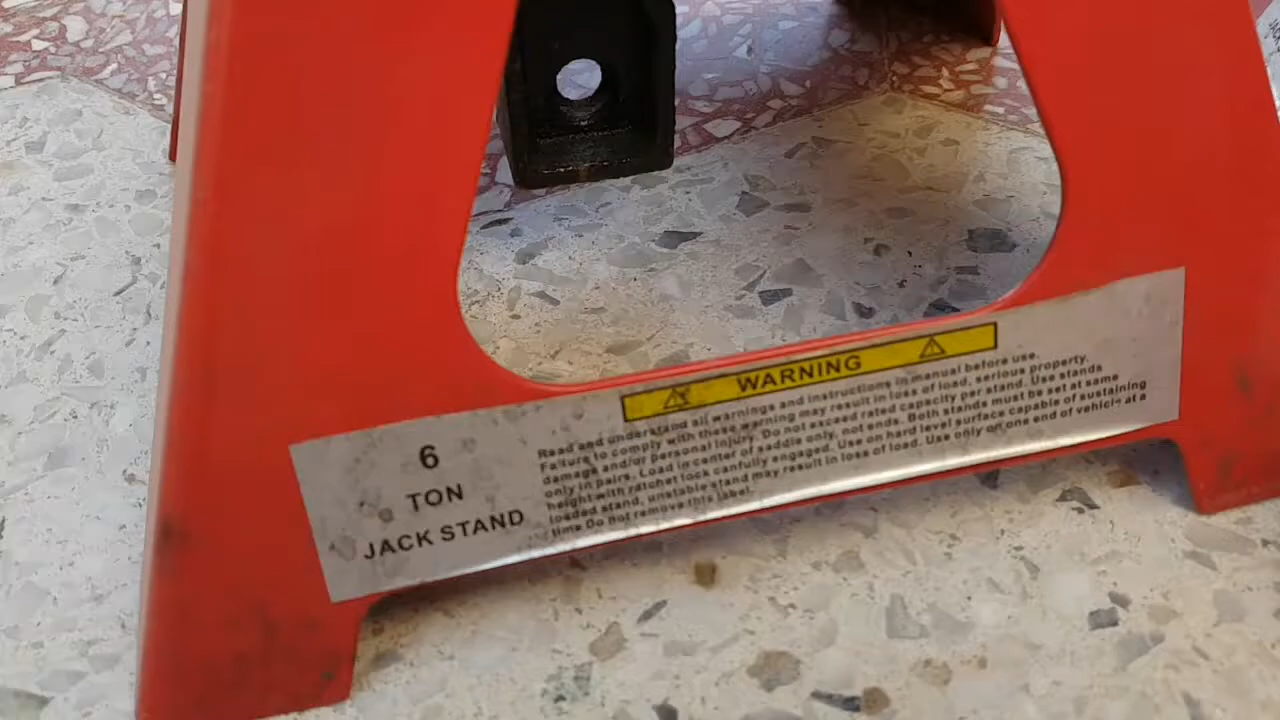 6
TON
JACK STAND
WARNING
Read and understand all warnings and instructions in manual before use.
Failure to comply with these warning may result in loss of load, serious property,
damage and/or personal injury. Do not exceed rated capacity per stand. Use stands
only in pairs. Load in center of saddle only, not ends. Both stands must be set at same
height with ratchet lock canfully engaged. Use on hard level surface capable of sustaining
loaded stand, unstable stand may result in loss of load. Use only on one end of vehicle at a
time Do not remove this label.